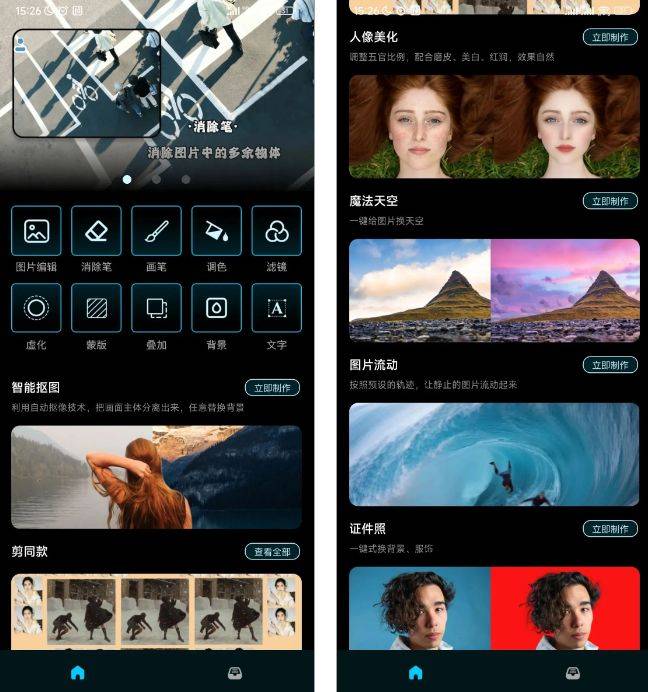 15:26
·消除笔·
消除图片中的多余物体
图片编辑 消除笔 画笔 调色 滤镜
虚化 蒙版 叠加 背景 文字
智能抠图 立即制作
利用自动抠像技术，把画面主体分离出来，任意替换背景
剪同款 查看全部
15:26
人像美化 立即制作
调整五官比例，配合磨皮、美白、红润，效果自然
魔法天空 立即制作
一键给图片换天空
图片流动 立即制作
按照预设的轨迹，让静止的图片流动起来
证件照 立即制作
一键式换背景、服饰